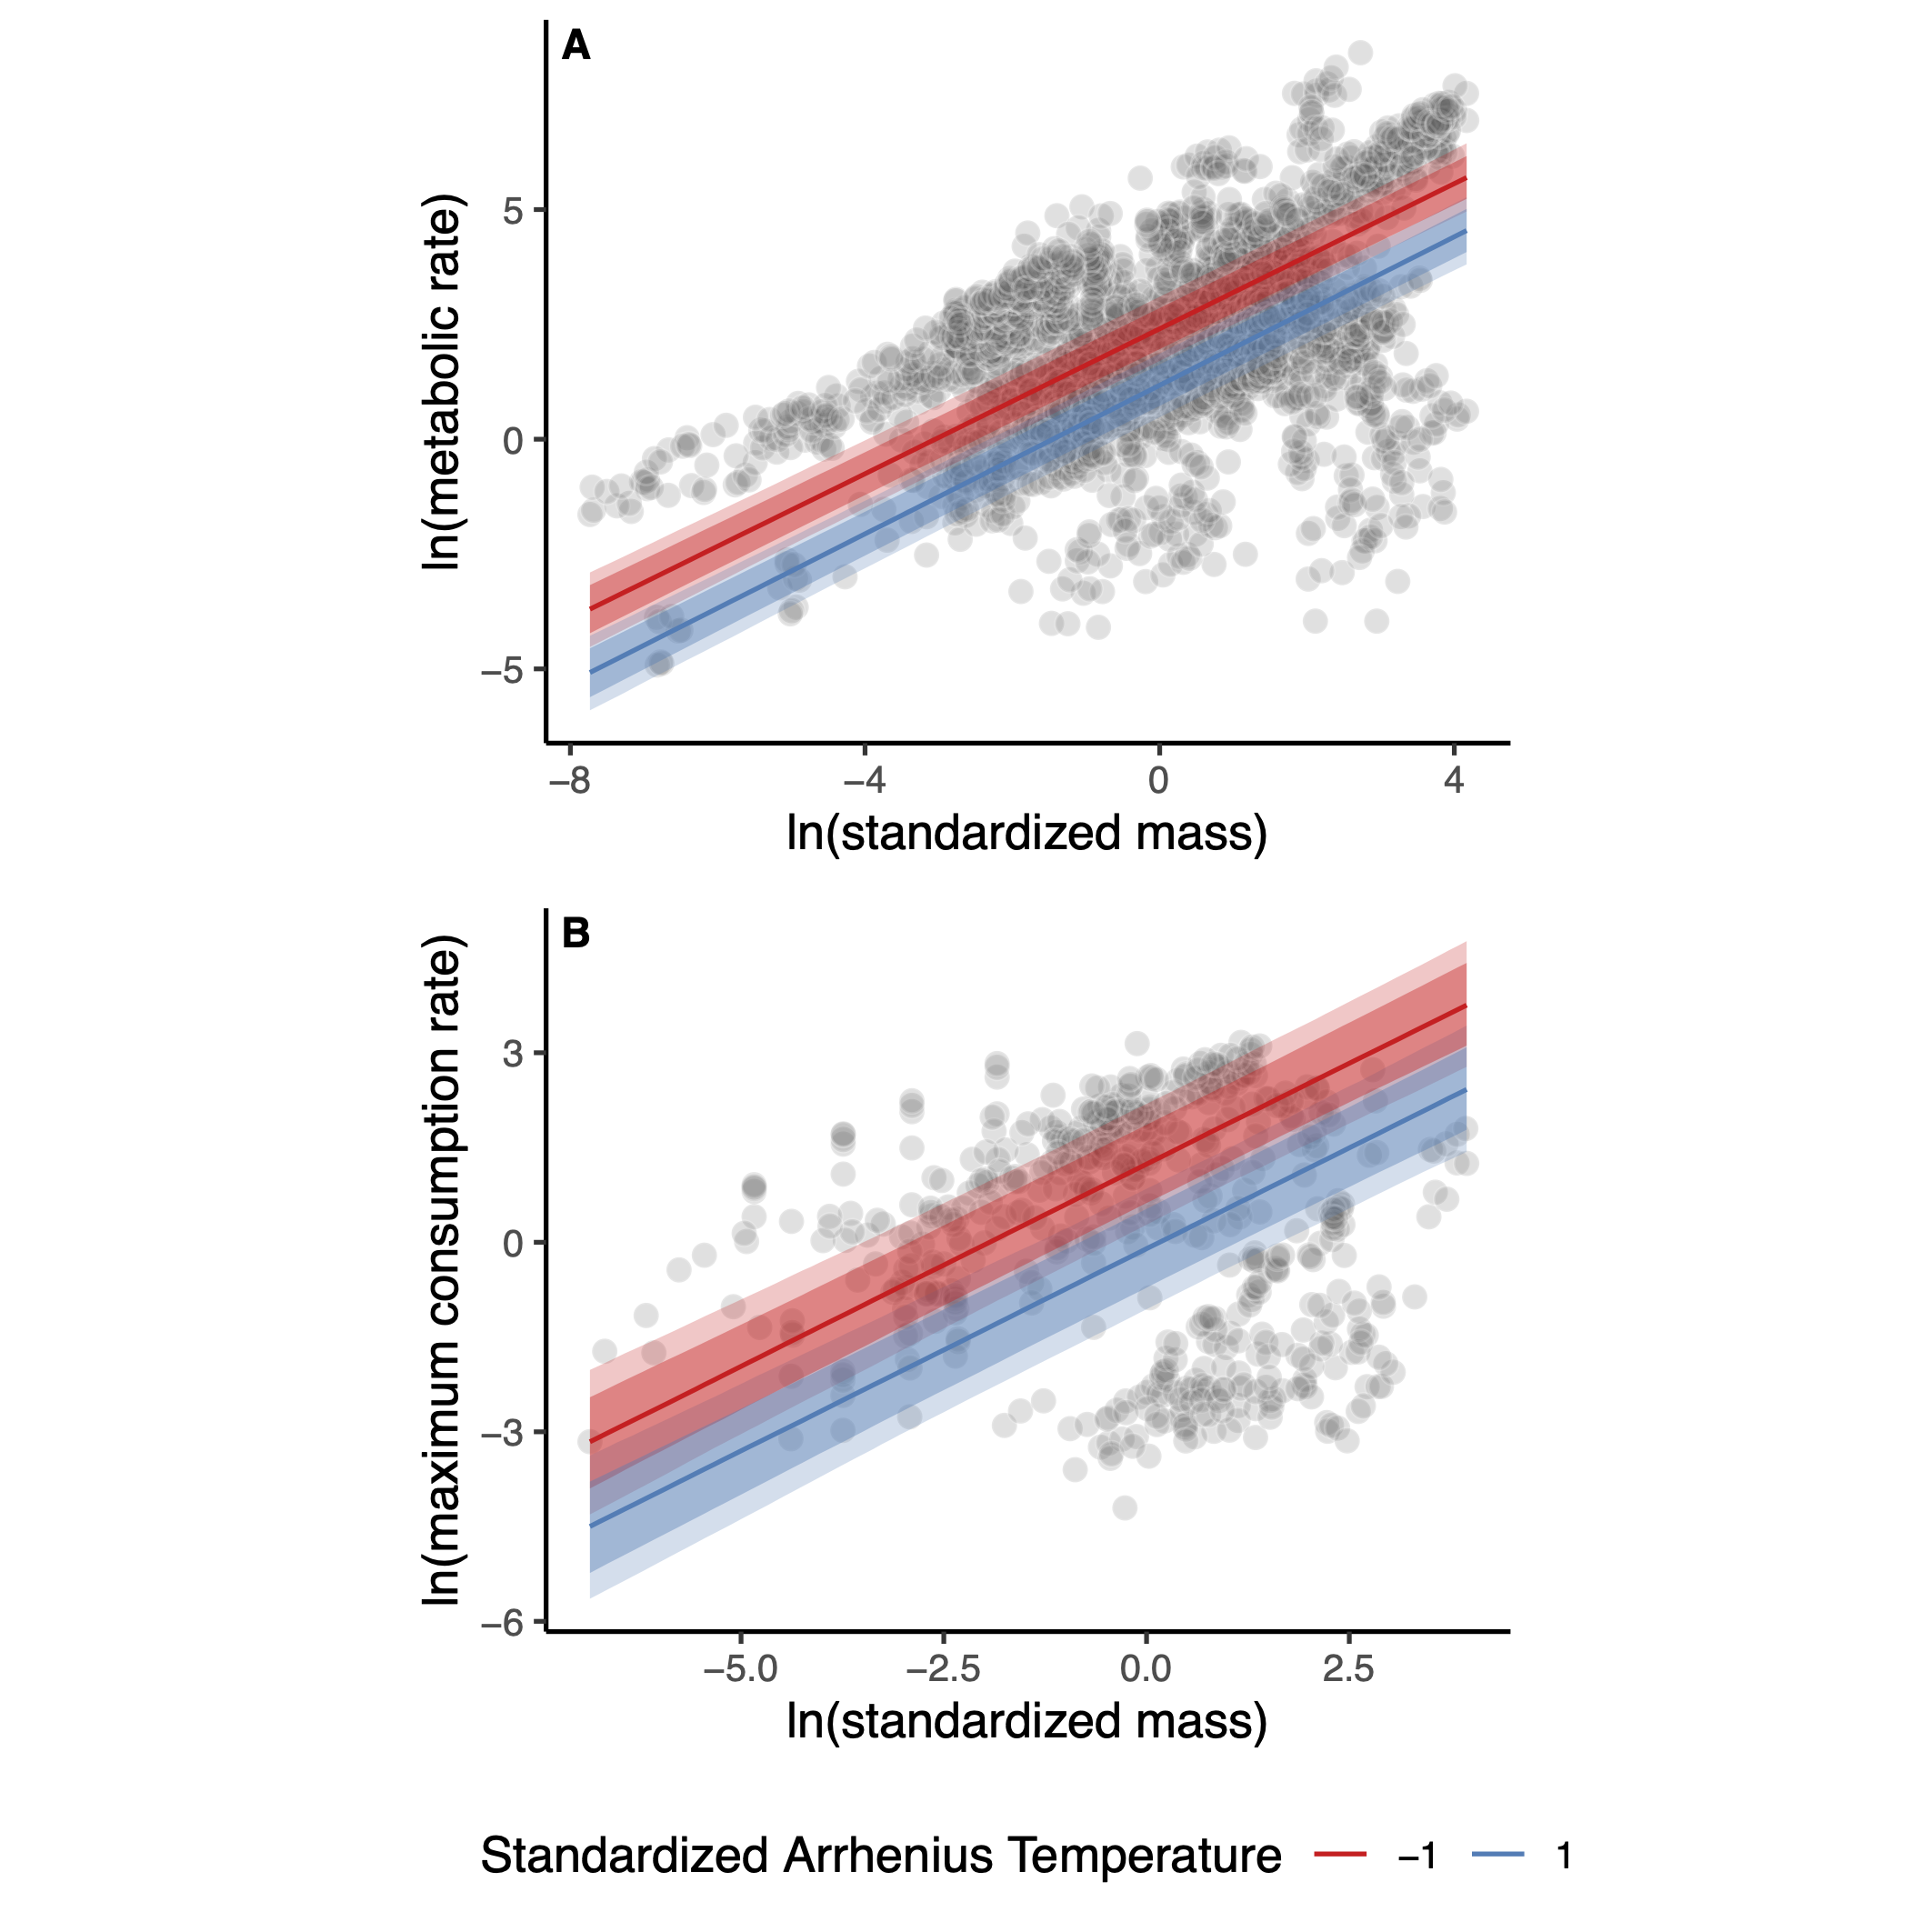 A
ln(metabolic rate)
5
0
−5
−8
−4
0
4
ln(standardized mass)
B
ln(maximum consumption rate)
3
0
−3
−6
−5.0
−2.5
0.0
2.5
ln(standardized mass)
Standardized Arrhenius Temperature −1 1